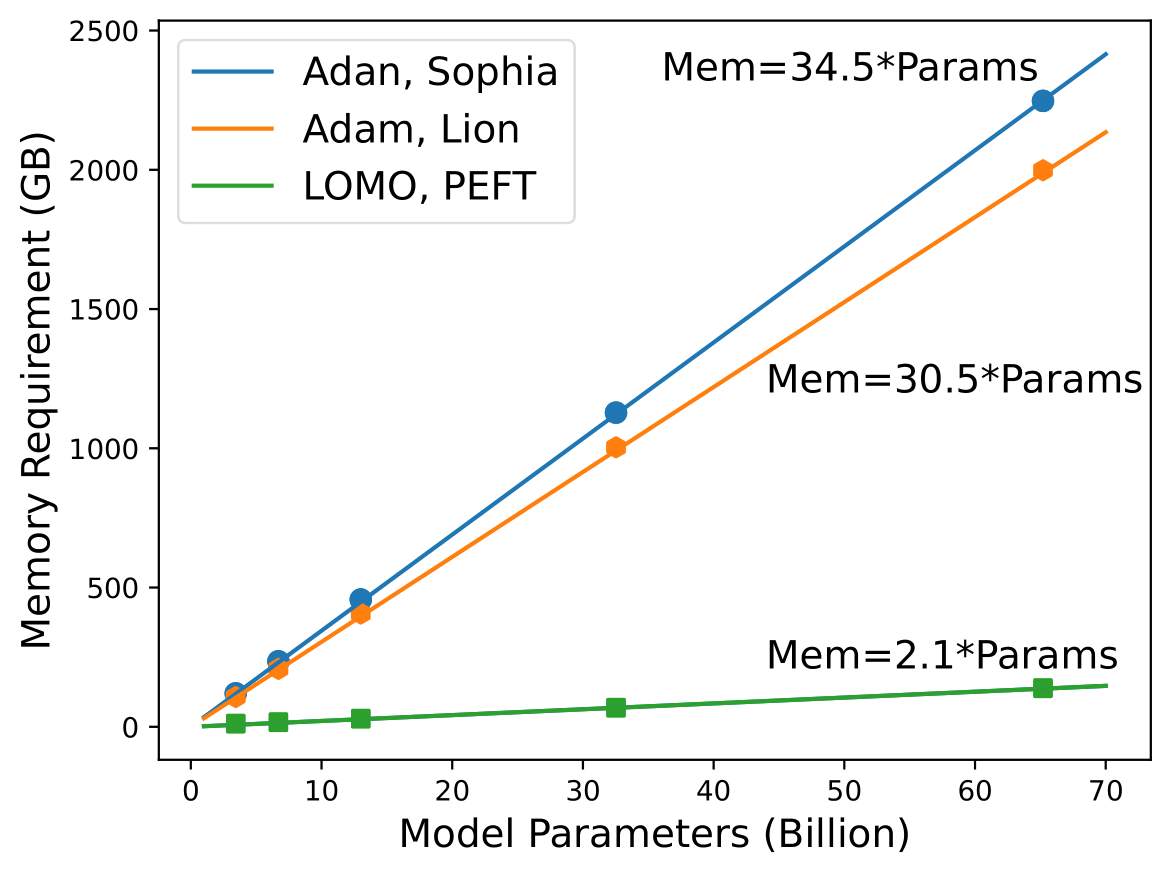 2500
2000
1500
1000
500
0
Memory Requirement (GB)
Adan, Sophia
Adam, Lion
LOMO, PEFT
Mem=34.5*Params
Mem=30.5*Params
Mem=2.1*Params
0 10 20 30 40 50 60 70
Model Parameters (Billion)